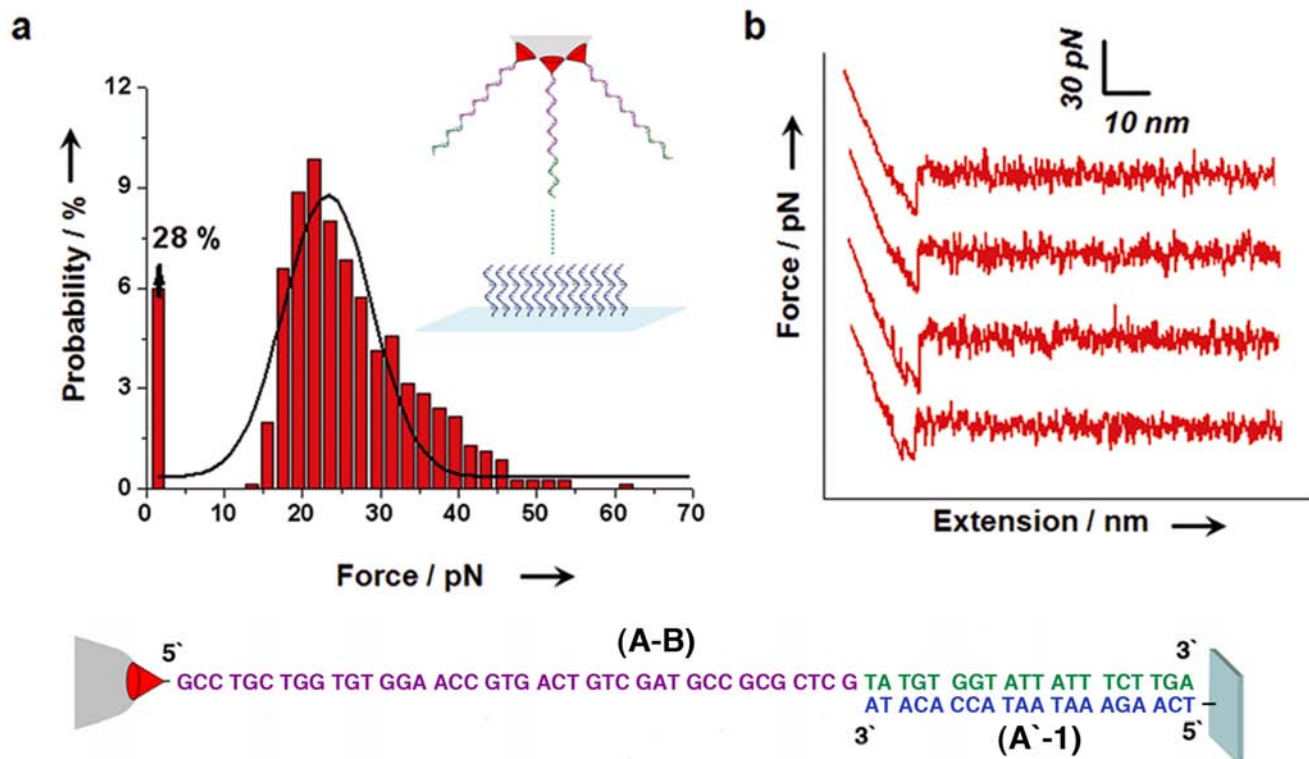 a
b
12
9
6
3
0
Probability / %
28 %
0 10 20 30 40 50 60 70
Force / pN
30 pN
10 nm
Force / pN
Extension / nm
(A-B)
5`
3`
GCC TGC TGG TGT GGA ACC GTG ACT GTC GAT GCC GCG CTC G TA TGT GGT ATT ATT TCT TGA
AT ACA CCA TAA TAA AGA ACT
3`
(A`-1)
5`